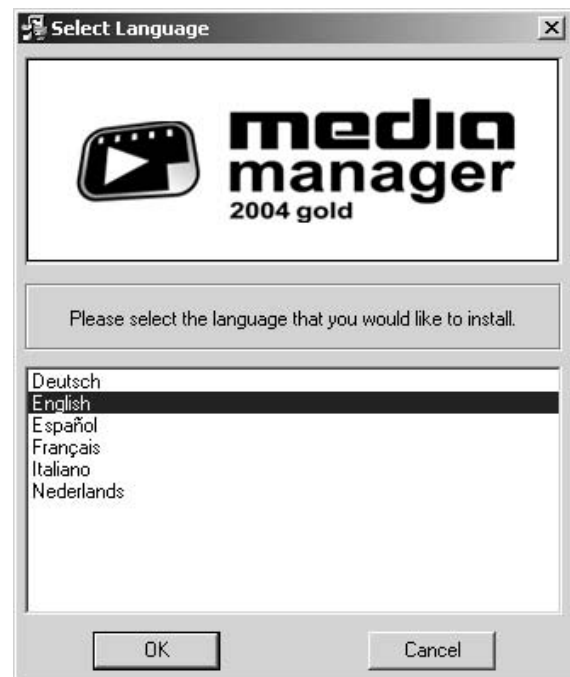 Select Language
media
manager
2004 gold
Please select the language that you would like to install.
Deutsch
English
Español
Français
Italiano
Nederlands
OK
Cancel